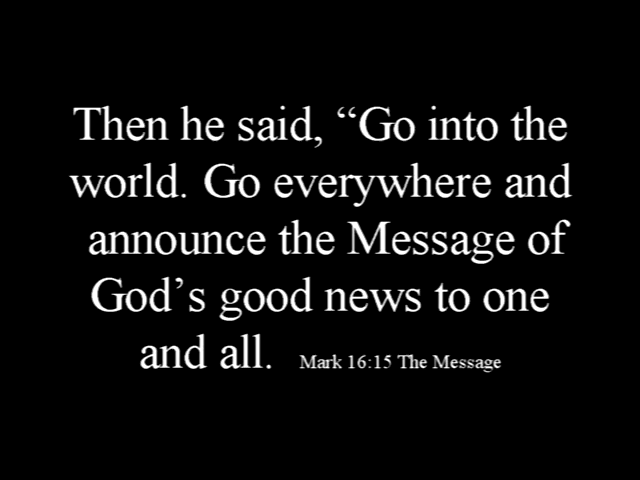 Then he said, “Go into the
world. Go everywhere and
announce the Message of
God’s good news to one
and all. Mark 16:15 The Message